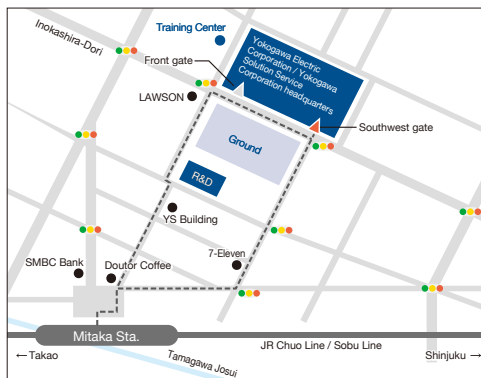 Inokashira-Dori
Training Center
Front gate
Yokogawa Electric
Corporation / Yokogawa
Solution Service
Corporation headquarters
LAWSON
Southwest gate
Ground
R&D
YS Building
SMBC Bank
Doutor Coffee
7-Eleven
Mitaka Sta.
JR Chuo Line / Sobu Line
← Takao
Tamagawa Josui
Shinjuku →